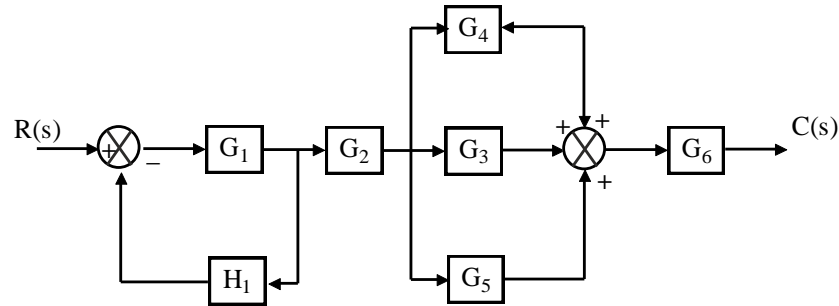 G4
R(s)
+
−
G1
G2
G3
+
+
+
G6
C(s)
H1
G5